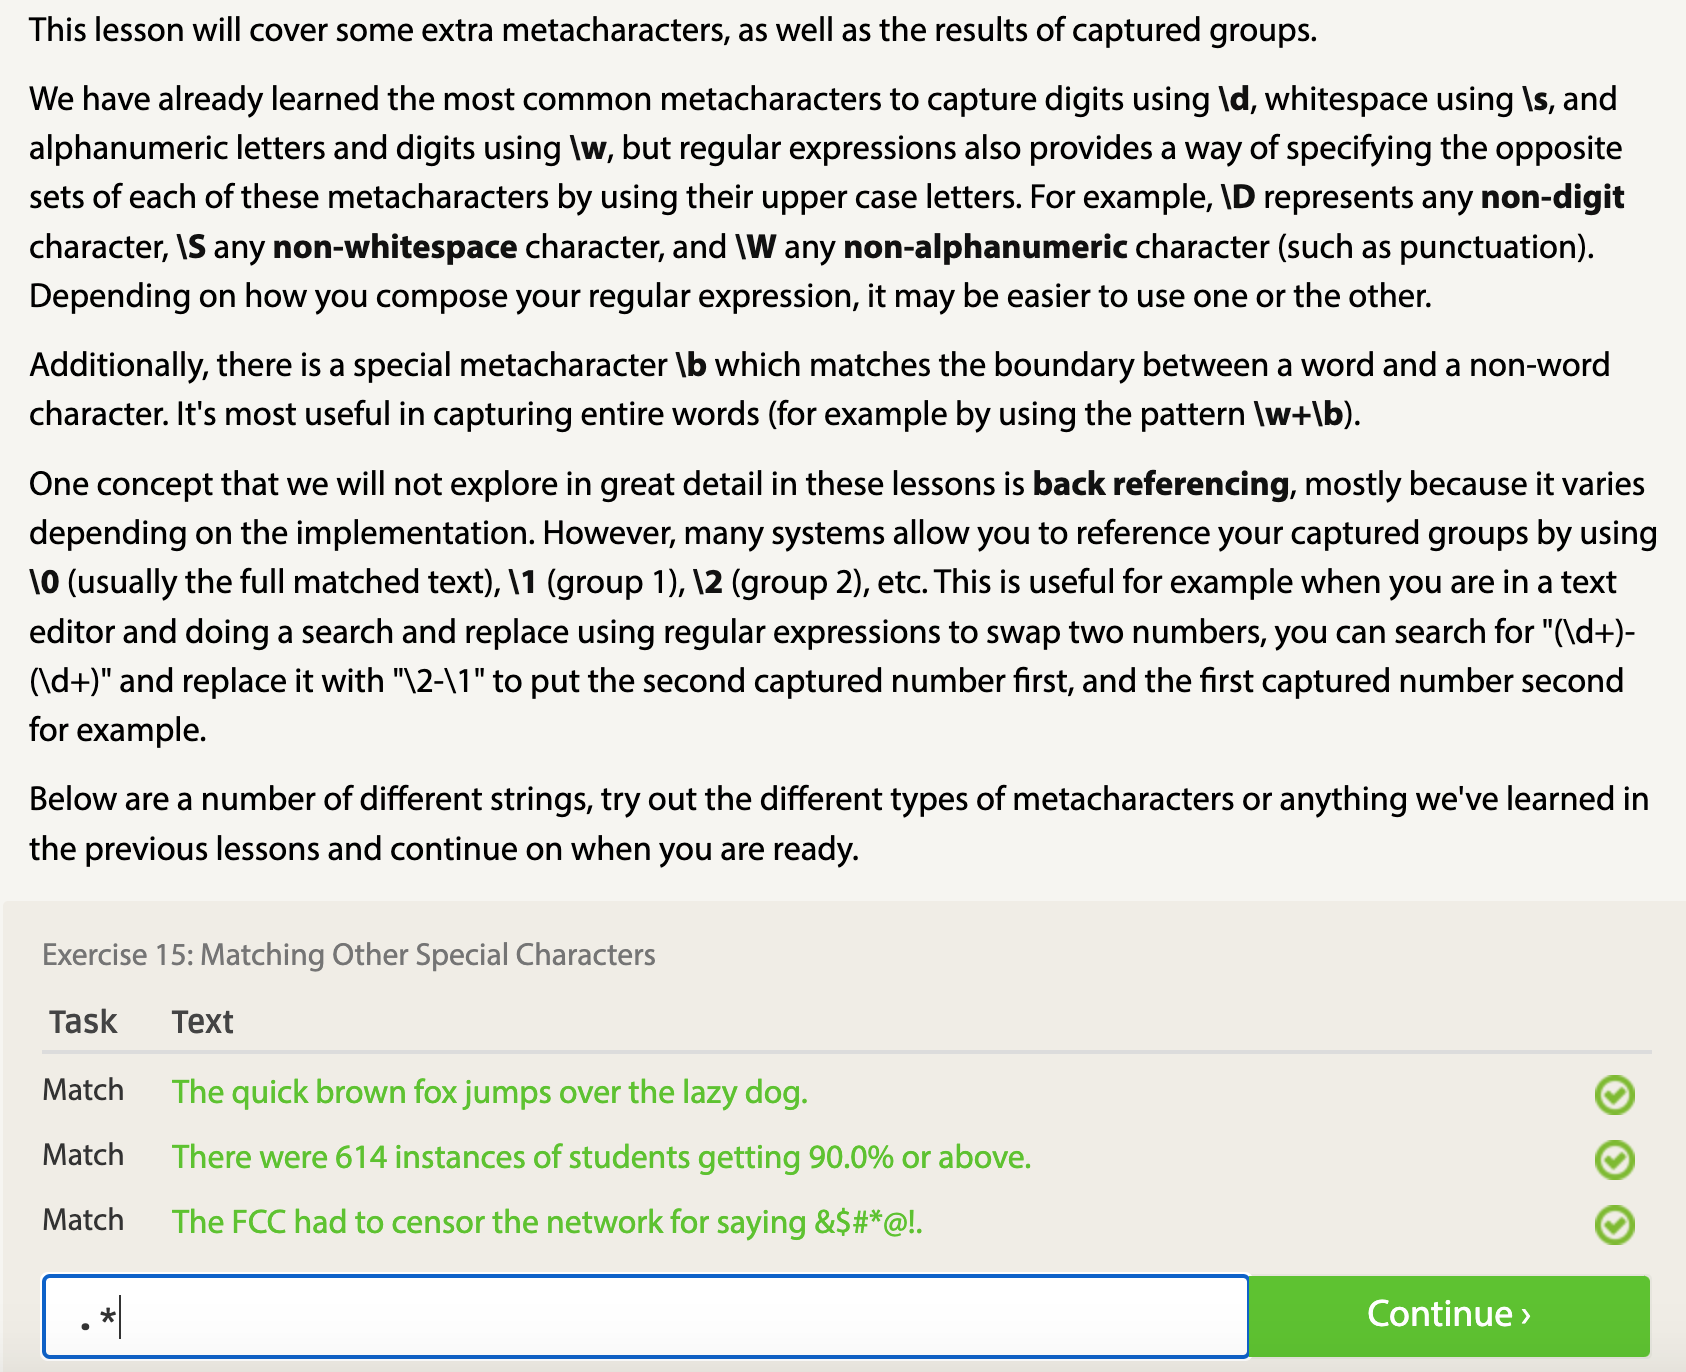 This lesson will cover some extra metacharacters, as well as the results of captured groups.
We have already learned the most common metacharacters to capture digits using \d, whitespace using \s, and
alphanumeric letters and digits using \w, but regular expressions also provides a way of specifying the opposite
sets of each of these metacharacters by using their upper case letters. For example, \D represents any non-digit
character, \S any non-whitespace character, and \W any non-alphanumeric character (such as punctuation).
Depending on how you compose your regular expression, it may be easier to use one or the other.
Additionally, there is a special metacharacter \b which matches the boundary between a word and a non-word
character. It's most useful in capturing entire words (for example by using the pattern \w+\b).
One concept that we will not explore in great detail in these lessons is back referencing, mostly because it varies
depending on the implementation. However, many systems allow you to reference your captured groups by using
\0 (usually the full matched text), \1 (group 1), \2 (group 2), etc. This is useful for example when you are in a text
editor and doing a search and replace using regular expressions to swap two numbers, you can search for "(\d+)-
(\d+)" and replace it with "\2-\1" to put the second captured number first, and the first captured number second
for example.
Below are a number of different strings, try out the different types of metacharacters or anything we've learned in
the previous lessons and continue on when you are ready.
Exercise 15: Matching Other Special Characters
Task Text
Match The quick brown fox jumps over the lazy dog.
Match There were 614 instances of students getting 90.0% or above.
Match The FCC had to censor the network for saying &$#*@!.
.* Continue ›